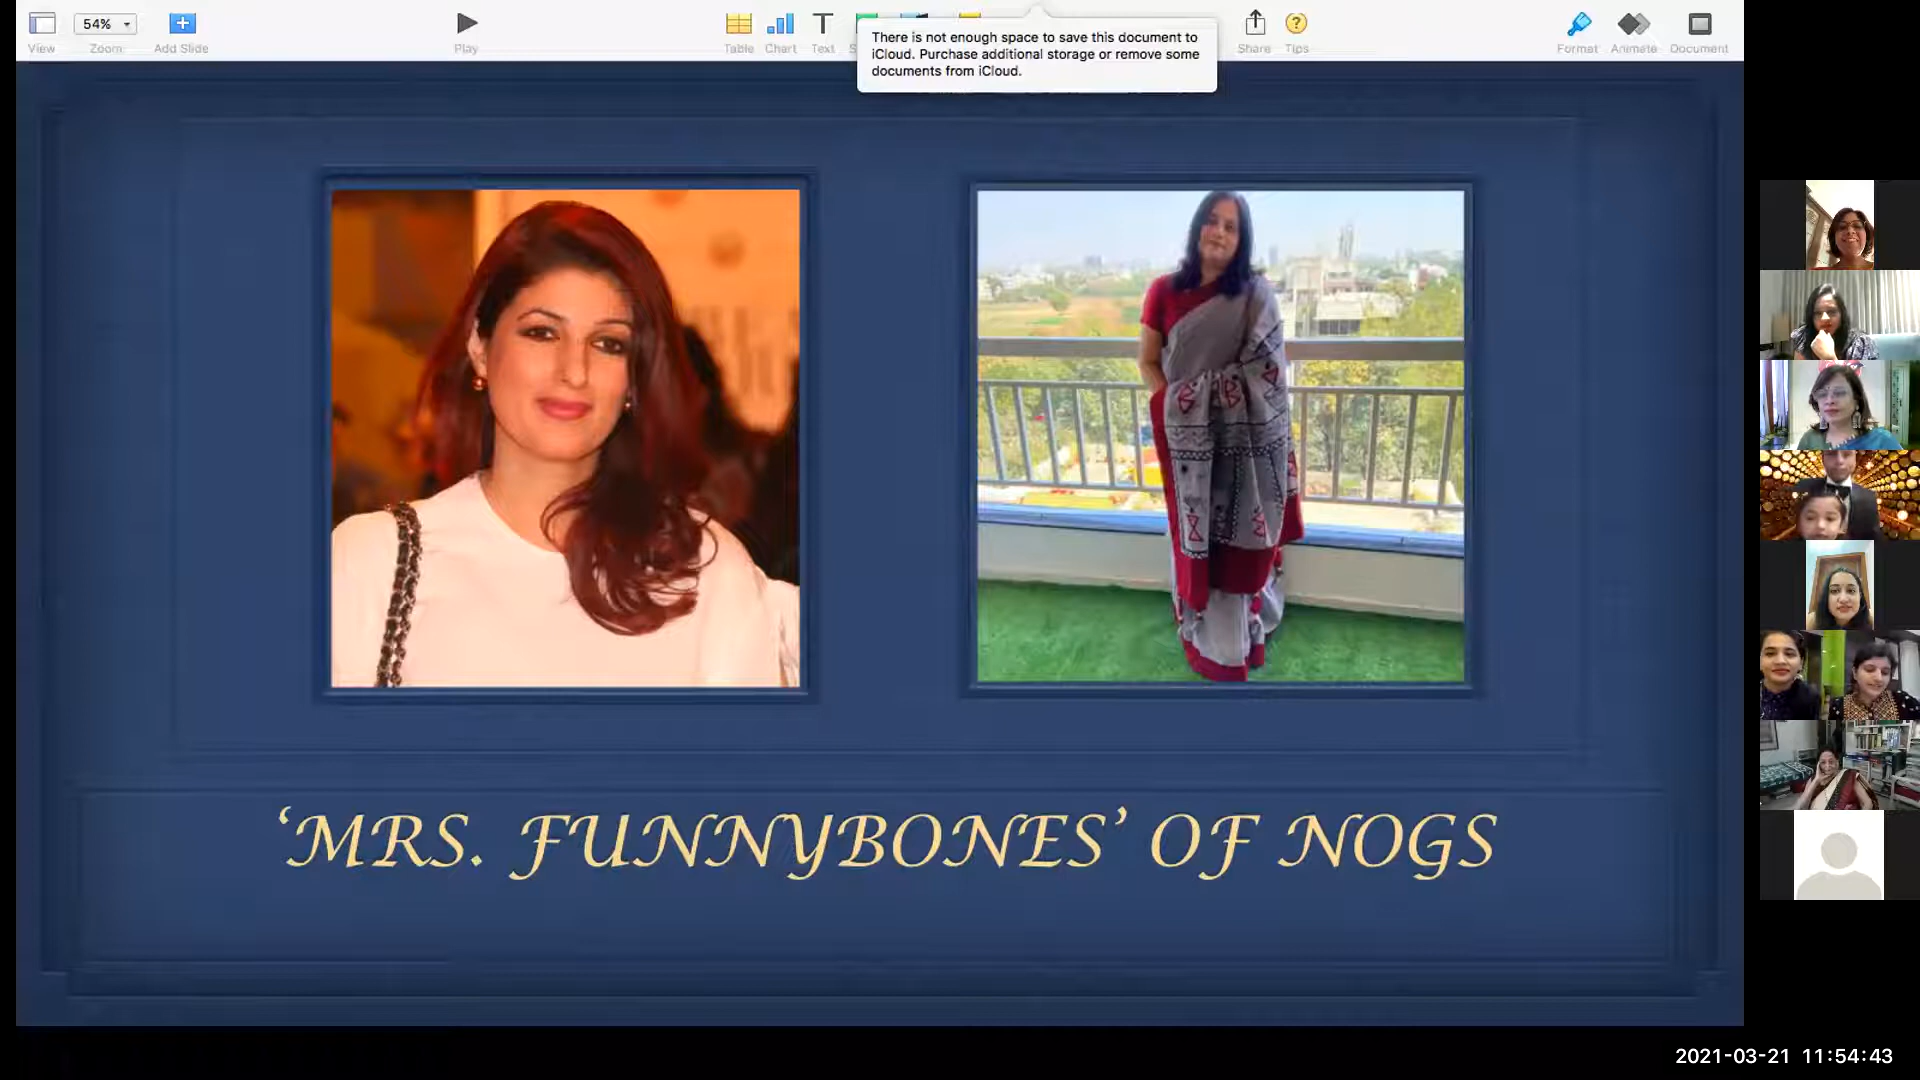 54%
View
Zoom
Add Slide
Play
Table
Chart
Text
Share
Tips
Format
Animate
Document
There is not enough space to save this document to
iCloud. Purchase additional storage or remove some
documents from iCloud.
‘MRS. FUNNYBONES’ OF NOGS
2021-03-21 11:54:43